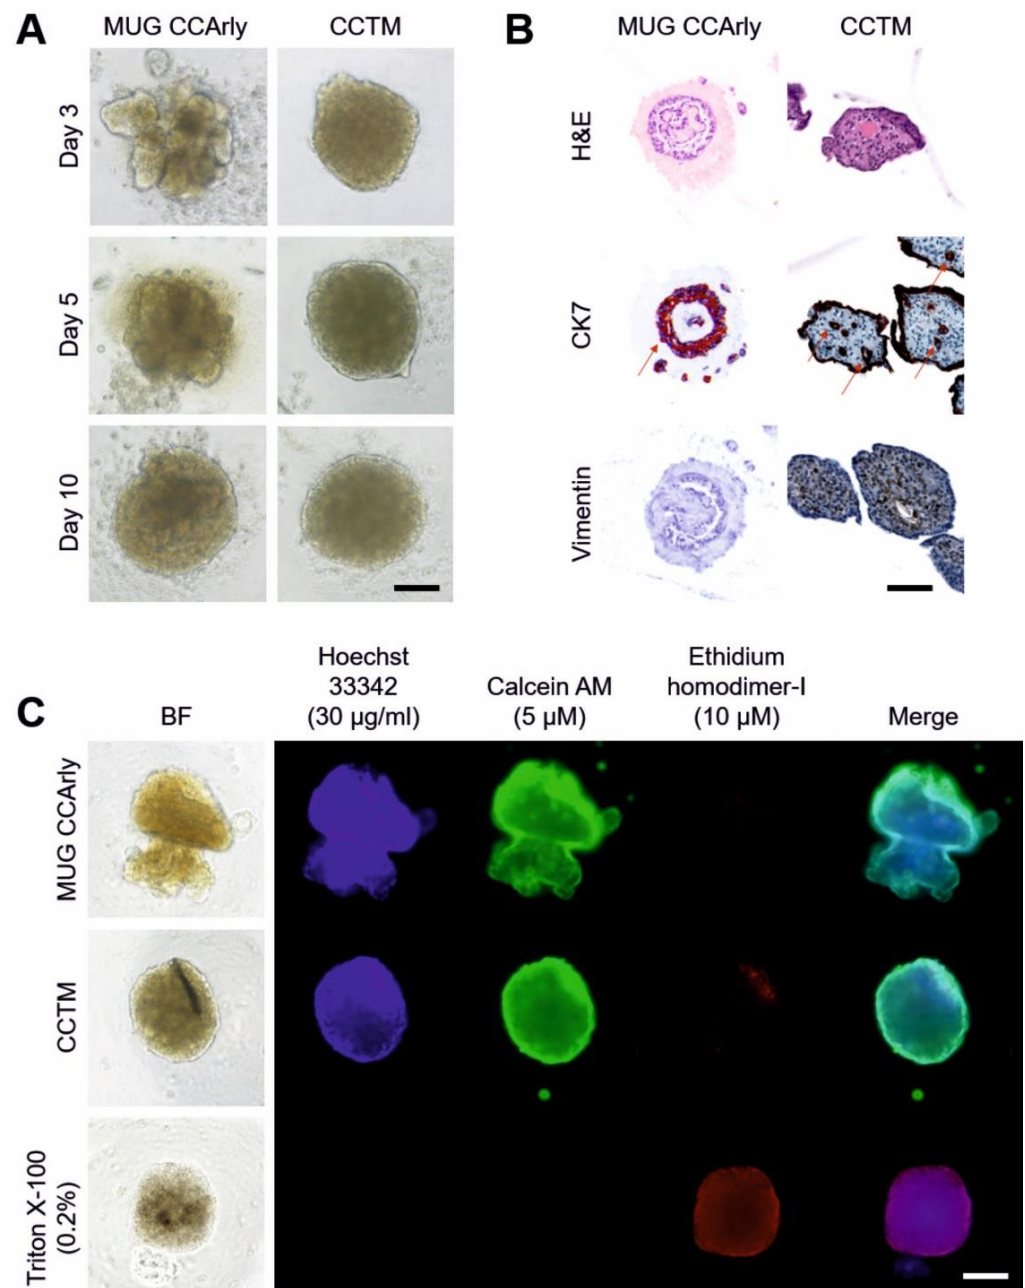 A
MUG CCArly
CCTM
Day 3
Day 5
Day 10
B
MUG CCArly
CCTM
H&E
CK7
Vimentin
C
BF
Hoechst
33342
(30 µg/ml)
Calcein AM
(5 µM)
Ethidium
homodimer-I
(10 µM)
Merge
MUG CCArly
CCTM
Triton X-100
(0.2%)